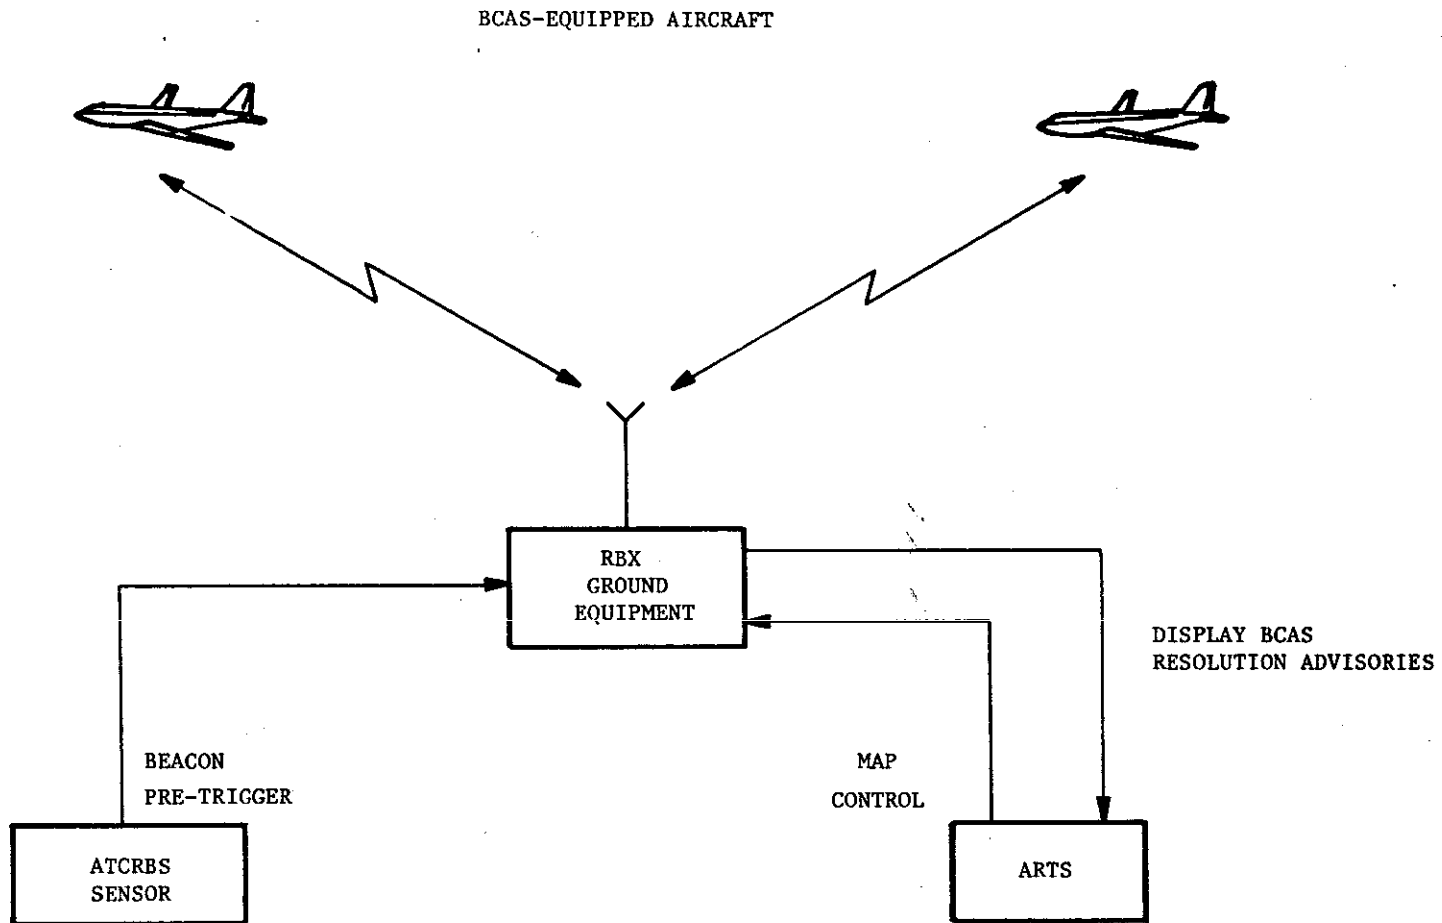 BCAS-EQUIPPED AIRCRAFT
RBX
GROUND
EQUIPMENT
DISPLAY BCAS
RESOLUTION ADVISORIES
BEACON
PRE-TRIGGER
MAP
CONTROL
ATCRBS
SENSOR
ARTS